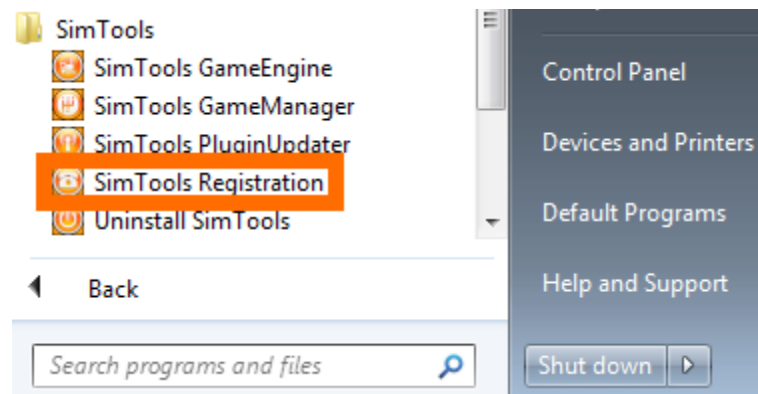 SimTools
SimTools GameEngine
SimTools GameManager
SimTools PluginUpdater
SimTools Registration
Uninstall SimTools
Back
Search programs and files
Control Panel
Devices and Printers
Default Programs
Help and Support
Shut down